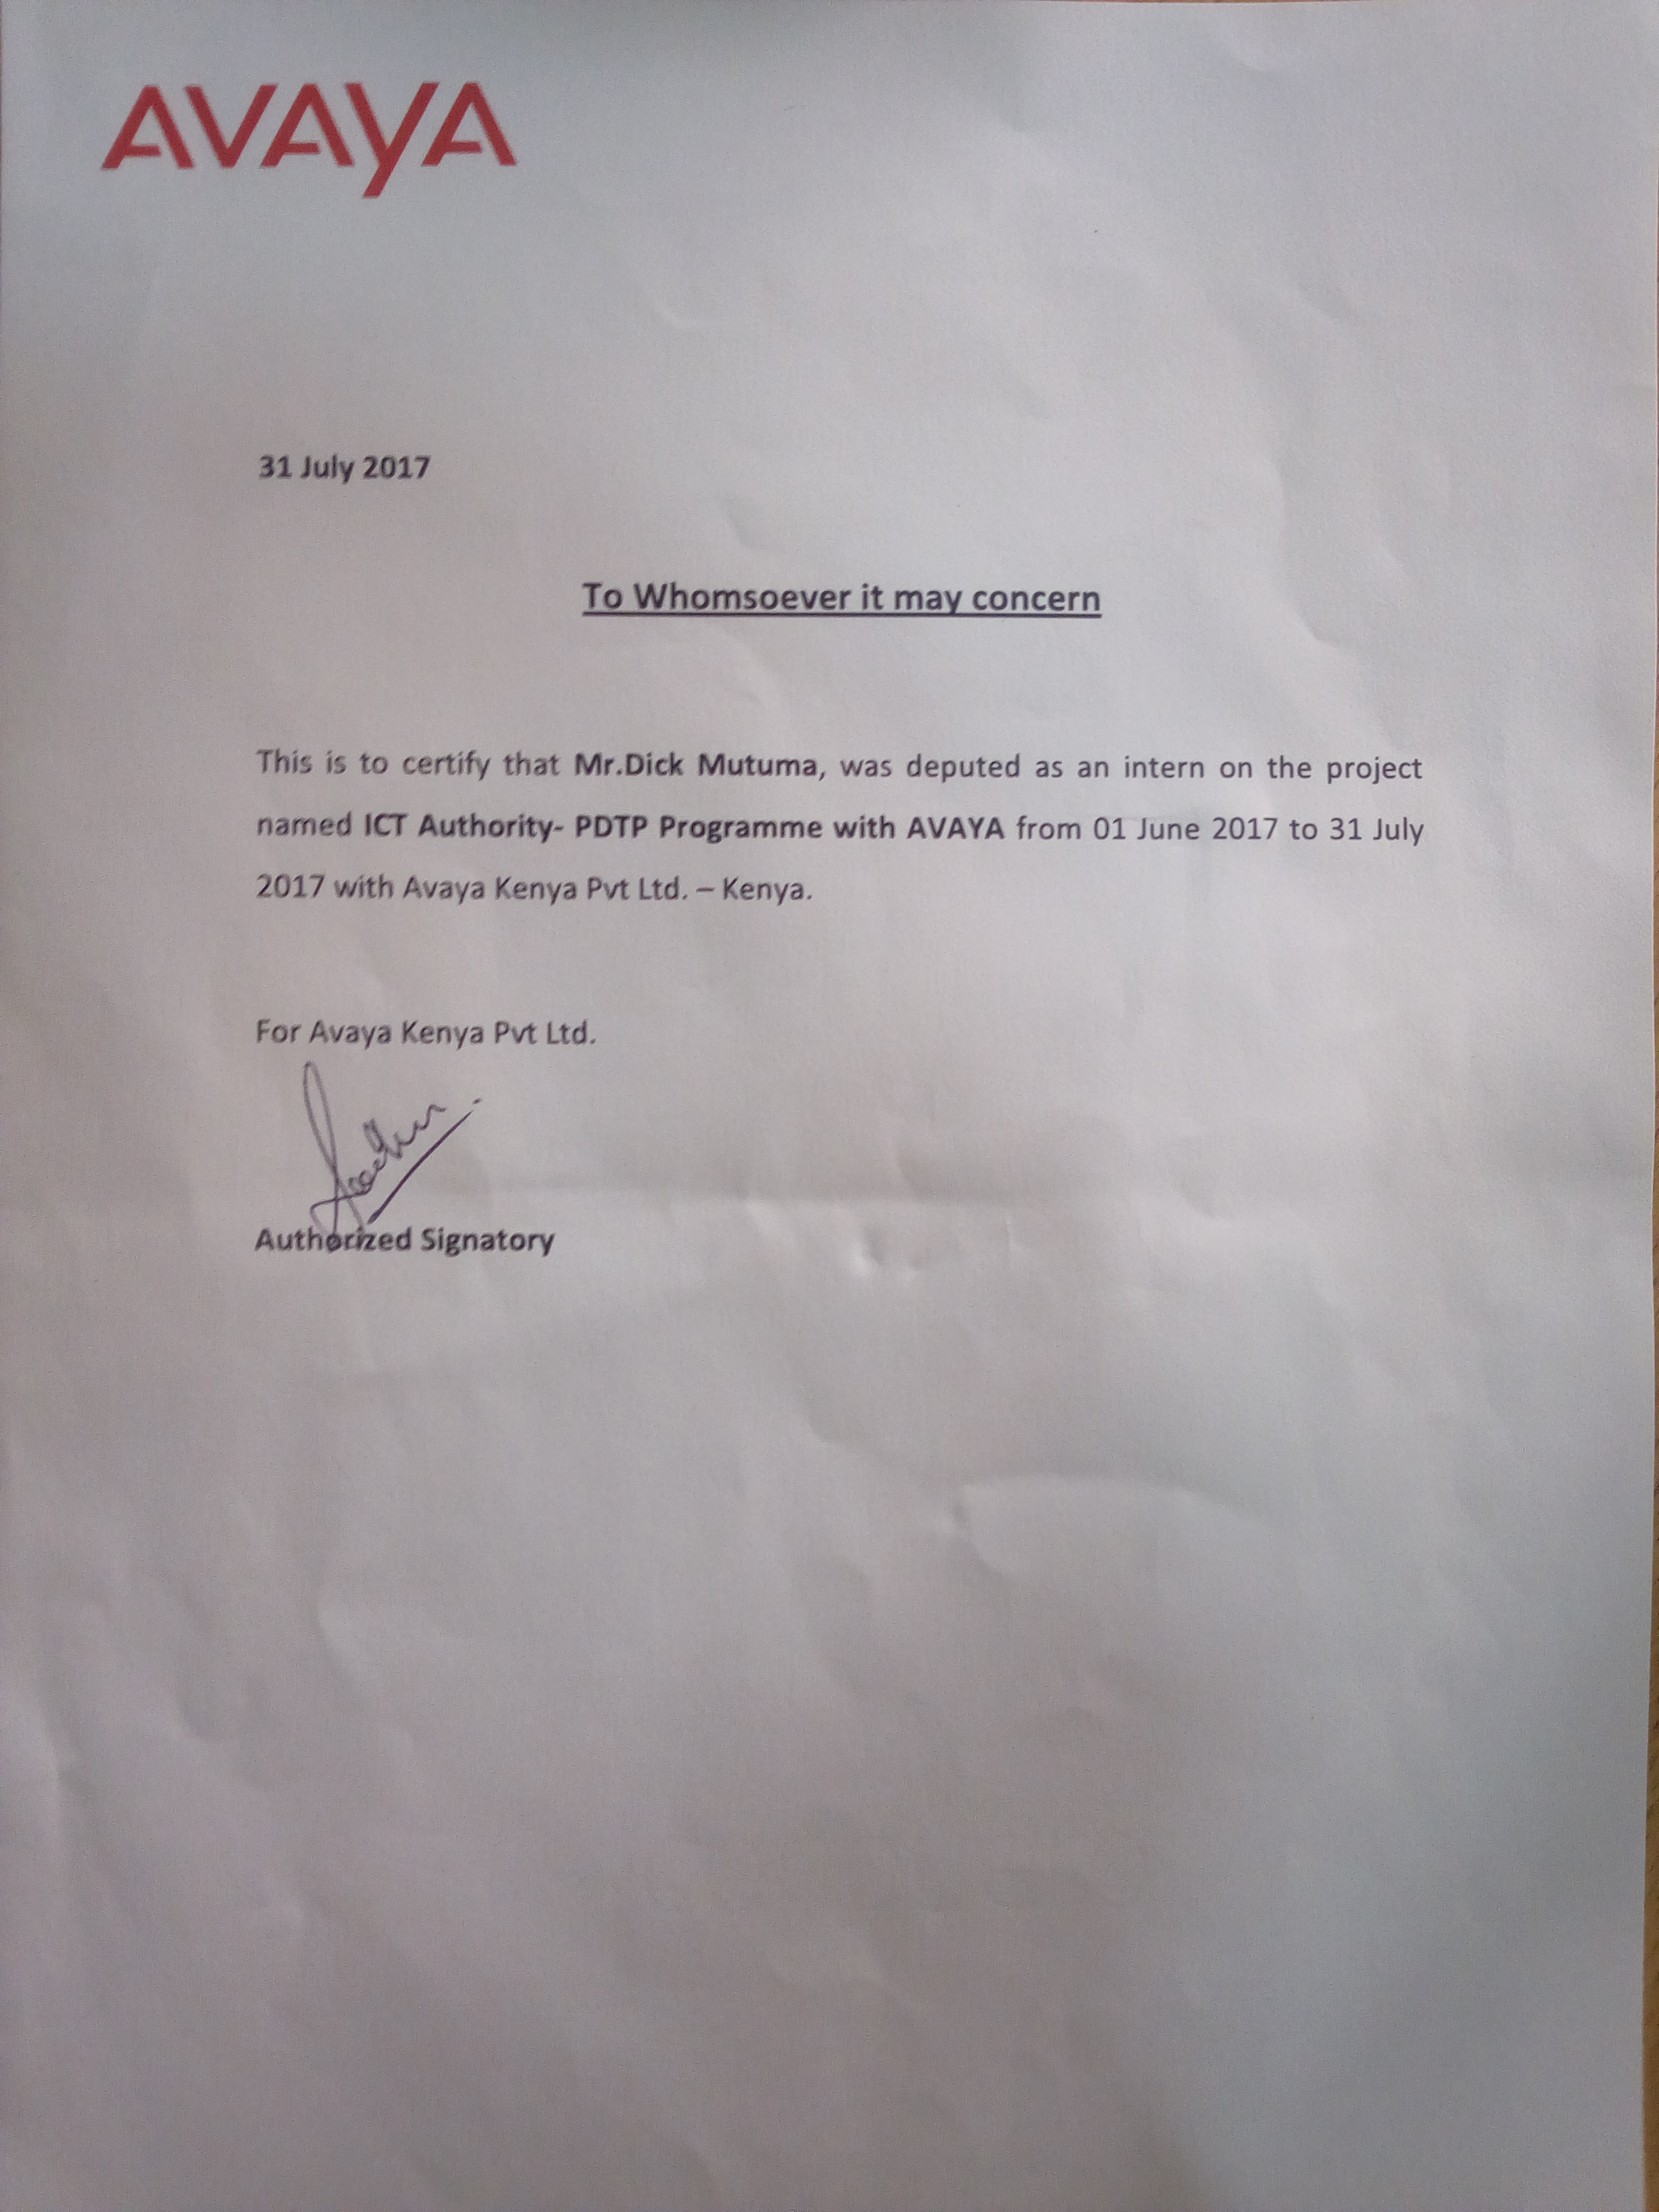 AVAYA
31 July 2017
To Whomsoever it may concern
This is to certify that Mr.Dick Mutuma, was deputed as an intern on the project
named ICT Authority- PDTP Programme with AVAYA from 01 June 2017 to 31 July
2017 with Avaya Kenya Pvt Ltd. – Kenya.
For Avaya Kenya Pvt Ltd.
Authorized Signatory